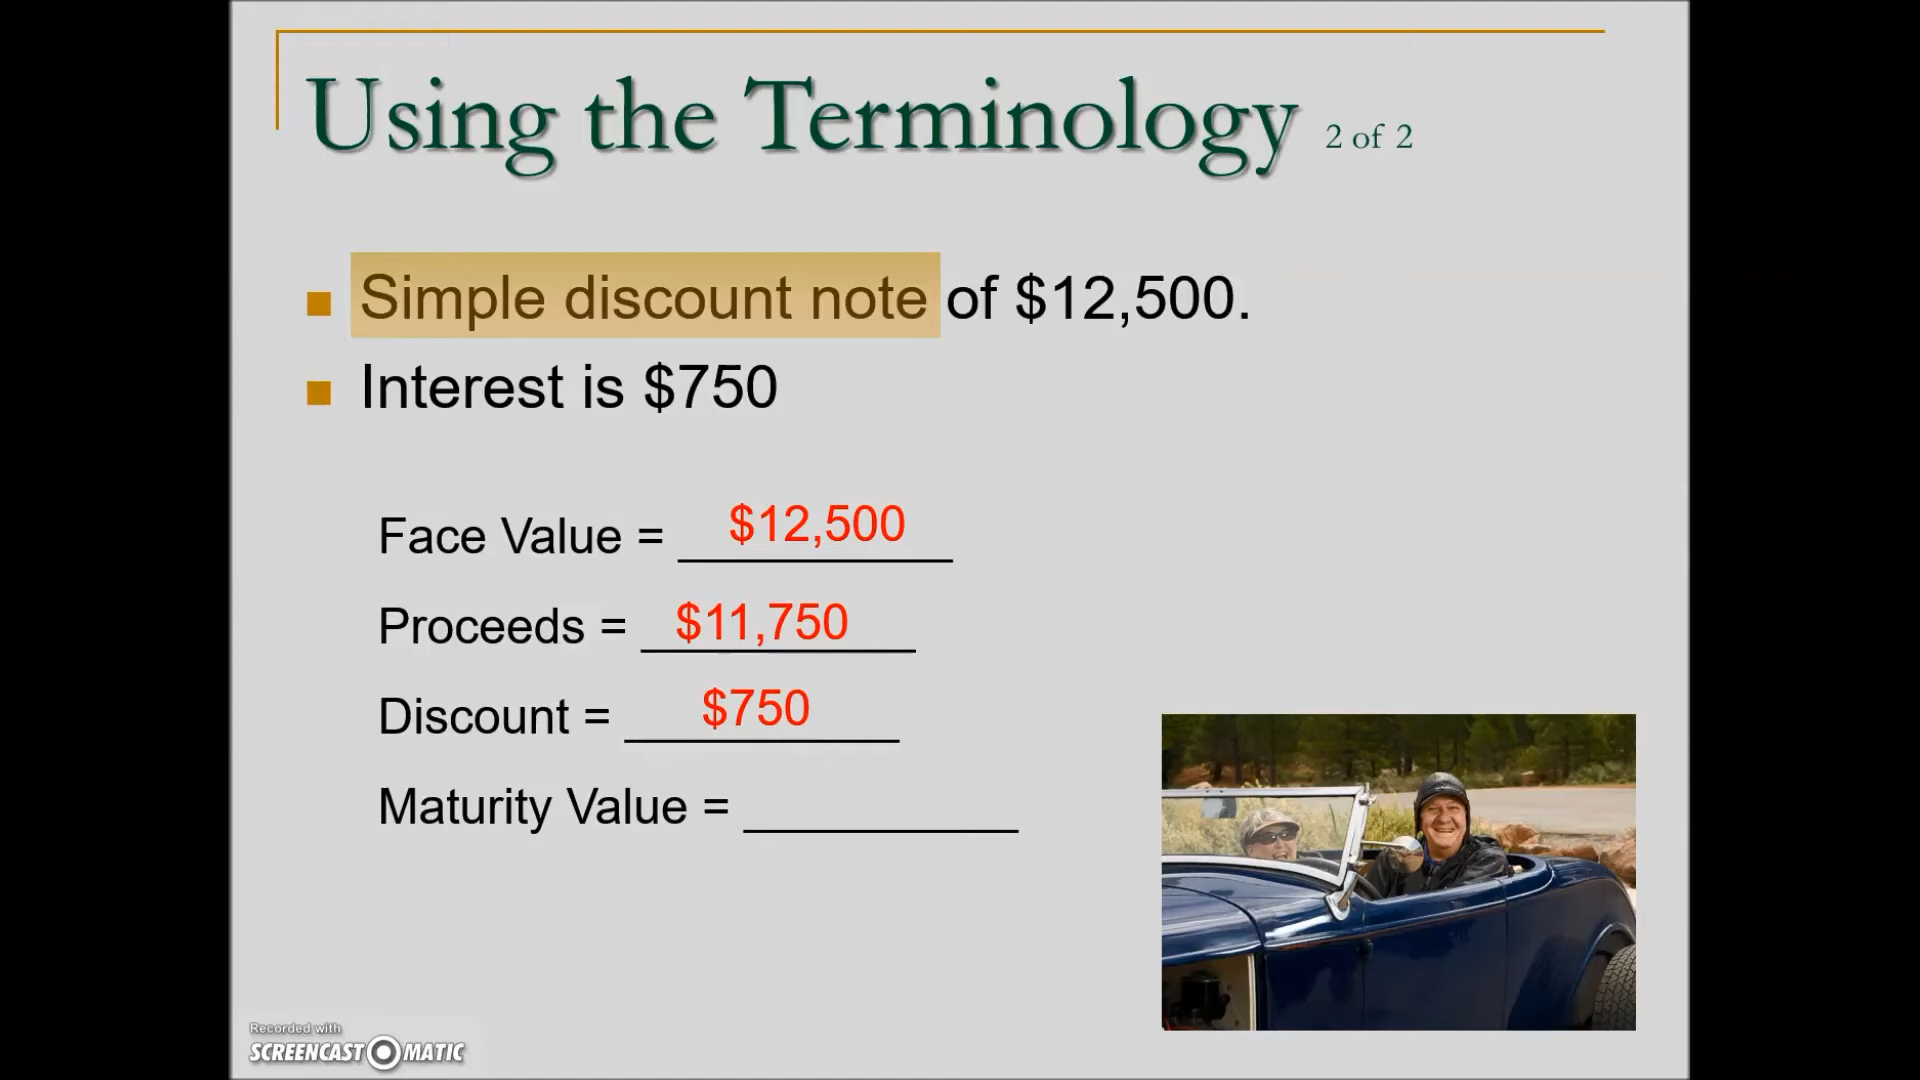 Using the Terminology 2 of 2
Simple discount note of $12,500.
Interest is $750
Face Value = $12,500
Proceeds = $11,750
Discount = $750
Maturity Value = __________
Recorded with
SCREENCAST MATIC